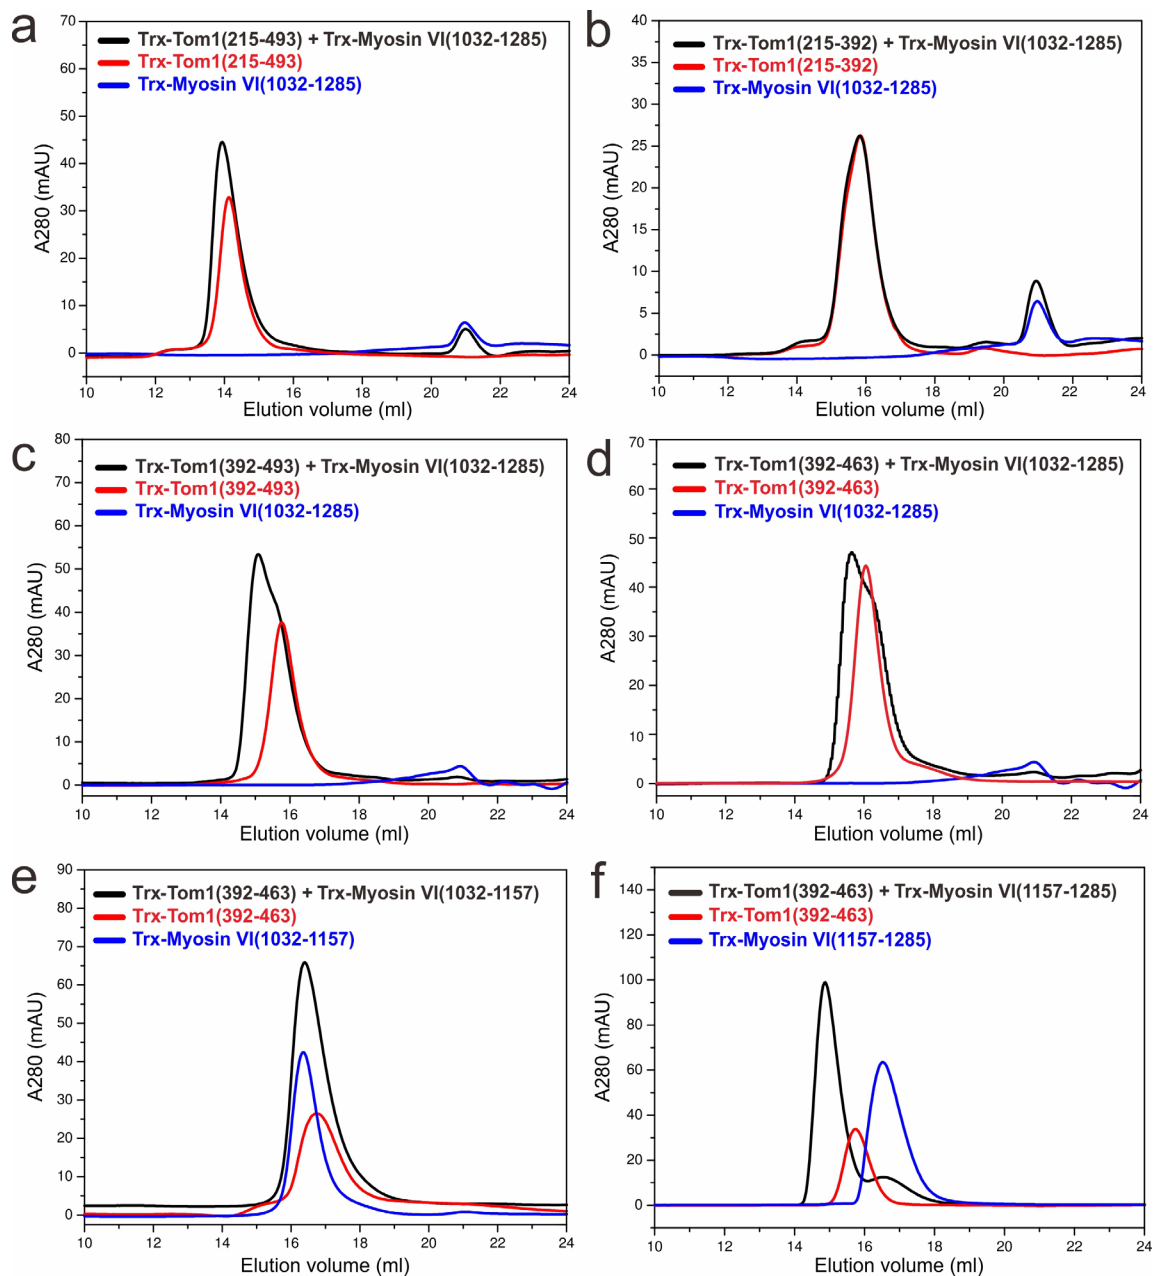 a
Trx-Tom1(215-493) + Trx-Myosin VI(1032-1285)
Trx-Tom1(215-493)
Trx-Myosin VI(1032-1285)
70
60
50
40
30
20
10
0
A280 (mAU)
10 12 14 16 18 20 22 24
Elution volume (ml)
b
Trx-Tom1(215-392) + Trx-Myosin VI(1032-1285)
Trx-Tom1(215-392)
Trx-Myosin VI(1032-1285)
40
35
30
25
20
15
10
5
0
A280 (mAU)
10 12 14 16 18 20 22 24
Elution volume (ml)
c
Trx-Tom1(392-493) + Trx-Myosin VI(1032-1285)
Trx-Tom1(392-493)
Trx-Myosin VI(1032-1285)
80
70
60
50
40
30
20
10
0
A280 (mAU)
10 12 14 16 18 20 22 24
Elution volume (ml)
d
Trx-Tom1(392-463) + Trx-Myosin VI(1032-1285)
Trx-Tom1(392-463)
Trx-Myosin VI(1032-1285)
70
60
50
40
30
20
10
0
A280 (mAU)
10 12 14 16 18 20 22 24
Elution volume (ml)
e
Trx-Tom1(392-463) + Trx-Myosin VI(1032-1157)
Trx-Tom1(392-463)
Trx-Myosin VI(1032-1157)
90
80
70
60
50
40
30
20
10
0
A280 (mAU)
10 12 14 16 18 20 22 24
Elution volume (ml)
f
Trx-Tom1(392-463) + Trx-Myosin VI(1157-1285)
Trx-Tom1(392-463)
Trx-Myosin VI(1157-1285)
140
120
100
80
60
40
20
0
A280 (mAU)
10 12 14 16 18 20 22 24
Elution volume (ml)